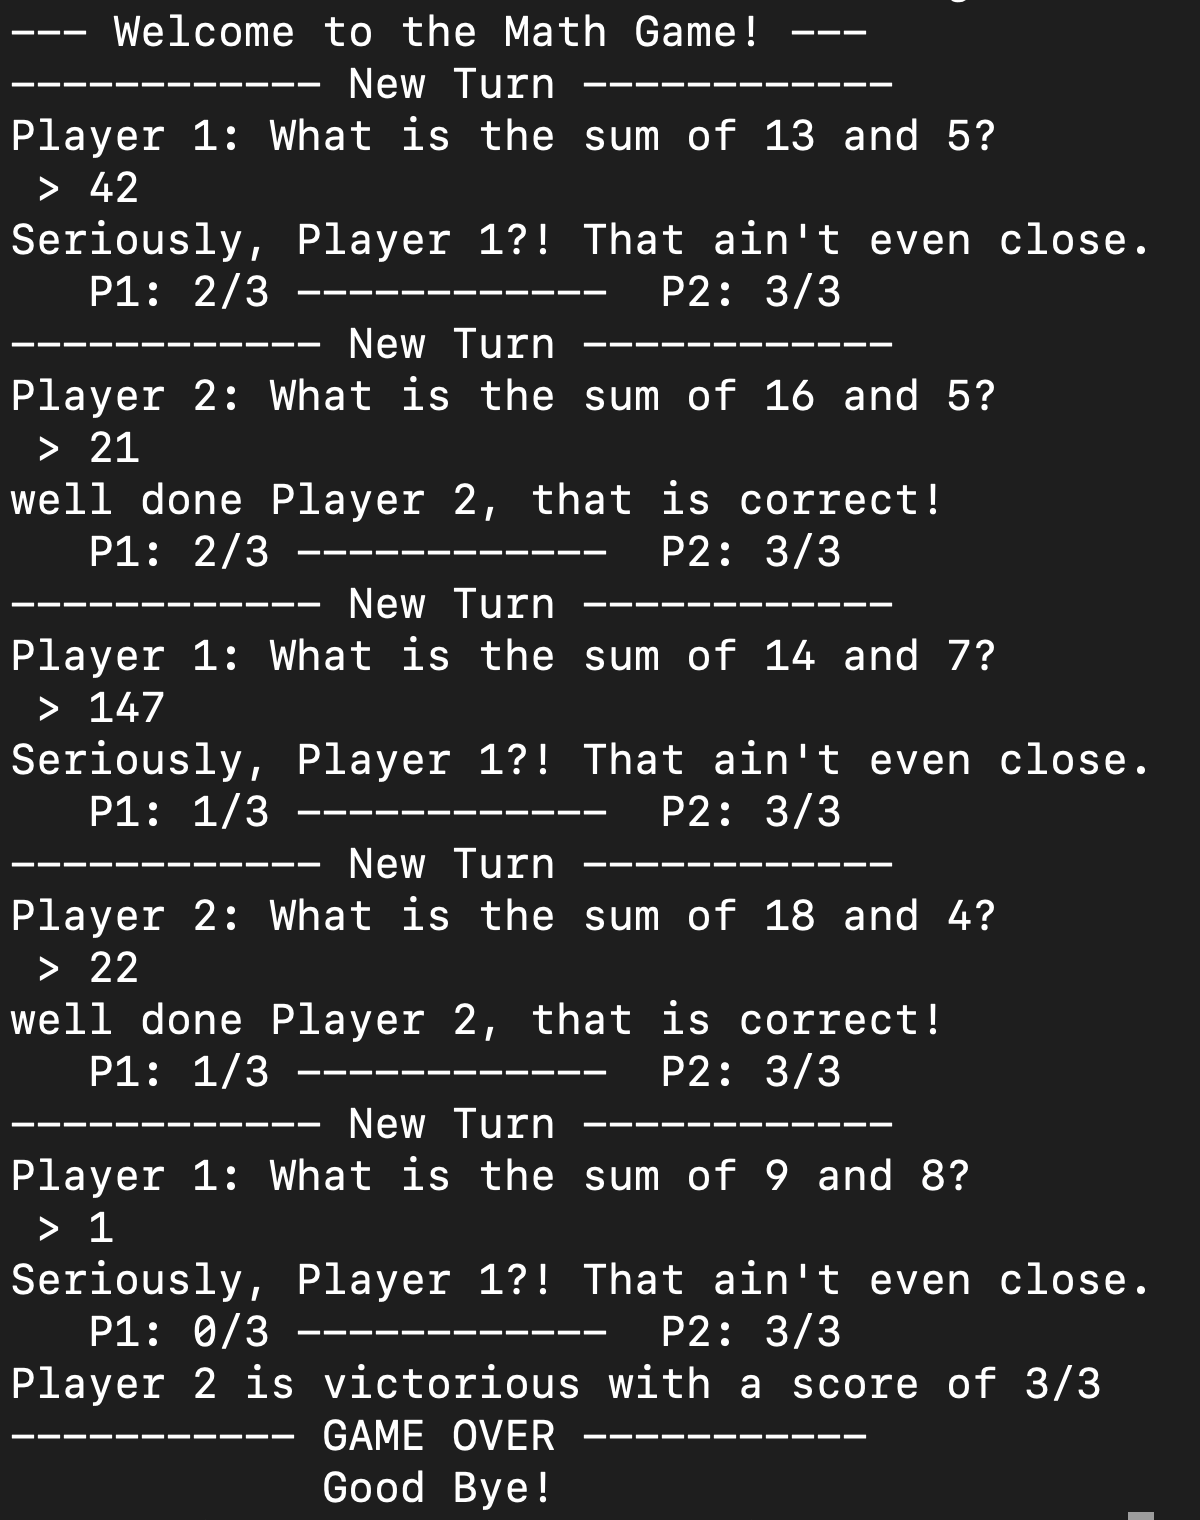 --- Welcome to the Math Game! ---
------------ New Turn ------------
Player 1: What is the sum of 13 and 5?
 > 42
Seriously, Player 1?! That ain't even close.
   P1: 2/3 ------------  P2: 3/3
------------ New Turn ------------
Player 2: What is the sum of 16 and 5?
 > 21
well done Player 2, that is correct!
   P1: 2/3 ------------  P2: 3/3
------------ New Turn ------------
Player 1: What is the sum of 14 and 7?
 > 147
Seriously, Player 1?! That ain't even close.
   P1: 1/3 ------------  P2: 3/3
------------ New Turn ------------
Player 2: What is the sum of 18 and 4?
 > 22
well done Player 2, that is correct!
   P1: 1/3 ------------  P2: 3/3
------------ New Turn ------------
Player 1: What is the sum of 9 and 8?
 > 1
Seriously, Player 1?! That ain't even close.
   P1: 0/3 ------------  P2: 3/3
Player 2 is victorious with a score of 3/3
----------- GAME OVER -----------
            Good Bye!